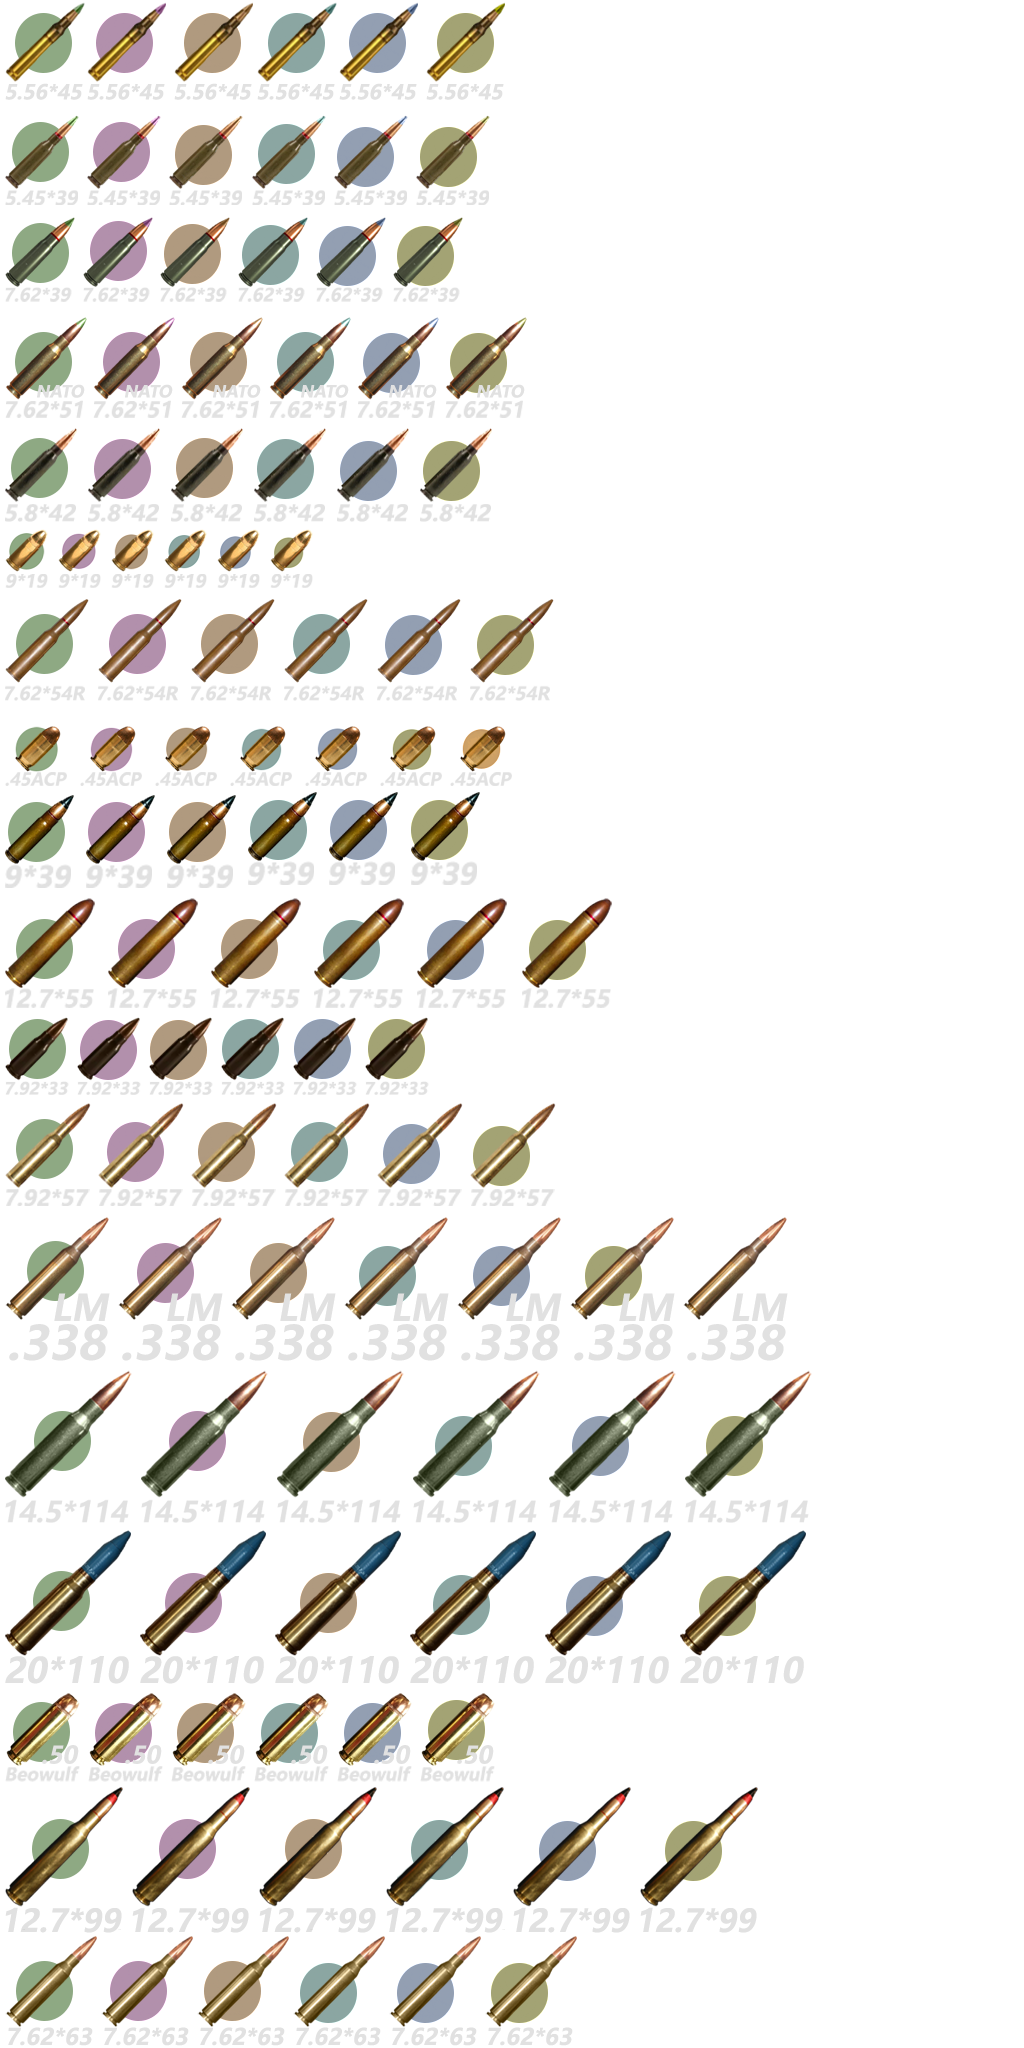 5.56*45 5.56*45 5.56*45 5.56*45 5.56*45 5.56*45
5.45*39 5.45*39 5.45*39 5.45*39 5.45*39 5.45*39
7.62*39 7.62*39 7.62*39 7.62*39 7.62*39 7.62*39
NATO NATO NATO NATO NATO NATO
7.62*51 7.62*51 7.62*51 7.62*51 7.62*51 7.62*51
5.8*42 5.8*42 5.8*42 5.8*42 5.8*42 5.8*42
9*19 9*19 9*19 9*19 9*19 9*19
7.62*54R 7.62*54R 7.62*54R 7.62*54R 7.62*54R 7.62*54R
.45ACP .45ACP .45ACP .45ACP .45ACP .45ACP .45ACP
9*39 9*39 9*39 9*39 9*39 9*39
12.7*55 12.7*55 12.7*55 12.7*55 12.7*55 12.7*55
7.92*33 7.92*33 7.92*33 7.92*33 7.92*33 7.92*33
7.92*57 7.92*57 7.92*57 7.92*57 7.92*57 7.92*57
LM LM LM LM LM LM LM
.338 .338 .338 .338 .338 .338 .338
14.5*114 14.5*114 14.5*114 14.5*114 14.5*114 14.5*114
20*110 20*110 20*110 20*110 20*110 20*110
.50 .50 .50 .50 .50 .50
Beowulf Beowulf Beowulf Beowulf Beowulf Beowulf
12.7*99 12.7*99 12.7*99 12.7*99 12.7*99 12.7*99
7.62*63 7.62*63 7.62*63 7.62*63 7.62*63 7.62*63